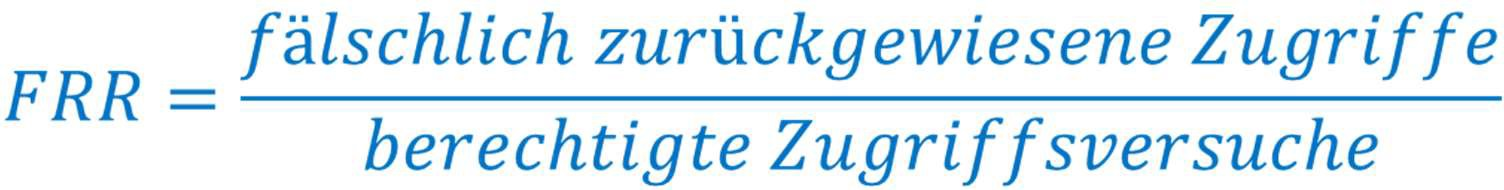 FRR = fälschlich zurückgewiesene Zugriffe
berechtigte Zugriffsversuche